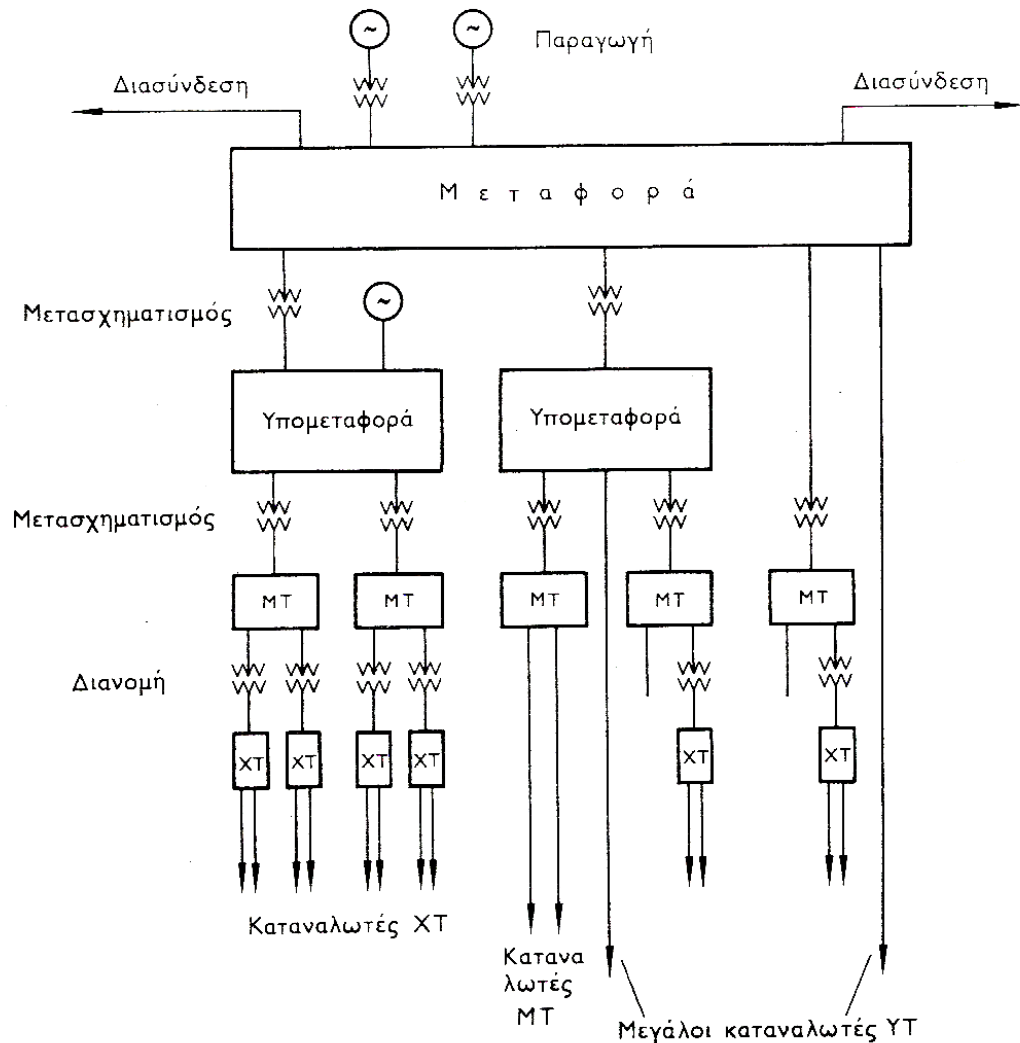 ~ ~ Παραγωγή
Διασύνδεση Διασύνδεση
Μεταφορά
Μετασχηματισμός ~
Υπομεταφορά Υπομεταφορά
Μετασχηματισμός
ΜΤ ΜΤ ΜΤ ΜΤ ΜΤ
Διανομή
ΧΤ ΧΤ ΧΤ ΧΤ ΧΤ ΧΤ
Καταναλωτές ΧΤ
Κατανα
λωτές
ΜΤ
Μεγάλοι καταναλωτές ΥΤ